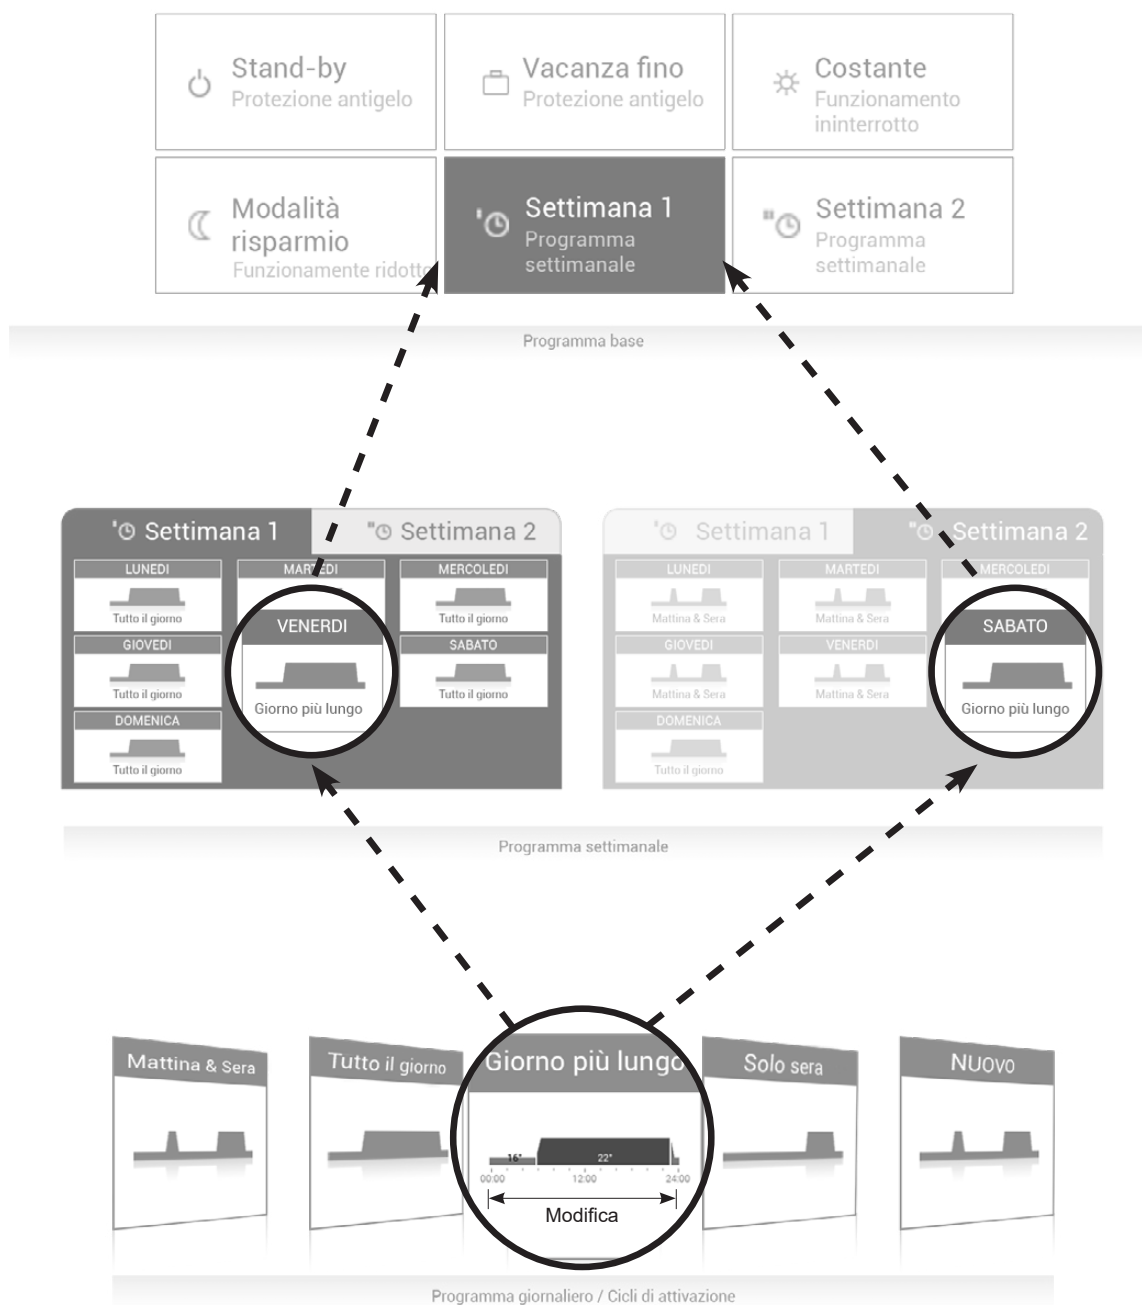 Stand-by
Protezione antigelo
Vacanza fino
Protezione antigelo
Costante
Funzionamento
ininterrotto
Modalità
risparmio
Funzionamente ridotto
Settimana 1
Programma
settimanale
Settimana 2
Programma
settimanale
Programma base
Settimana 1
Settimana 2
LUNEDI
Tutto il giorno
MARTEDI
MERCOLEDI
Tutto il giorno
GIOVEDI
Tutto il giorno
VENERDI
Giorno più lungo
SABATO
Tutto il giorno
DOMENICA
Tutto il giorno
Settimana 1
Settimana 2
LUNEDI
Mattina & Sera
MARTEDI
Mattina & Sera
MERCOLEDI
GIOVEDI
Mattina & Sera
VENERDI
Mattina & Sera
SABATO
Giorno più lungo
DOMENICA
Tutto il giorno
Programma settimanale
Mattina & Sera
Tutto il giorno
Giorno più lungo
16°
22°
00:00
12:00
24:00
Modifica
Solo sera
NUOVO
Programma giornaliero / Cicli di attivazione